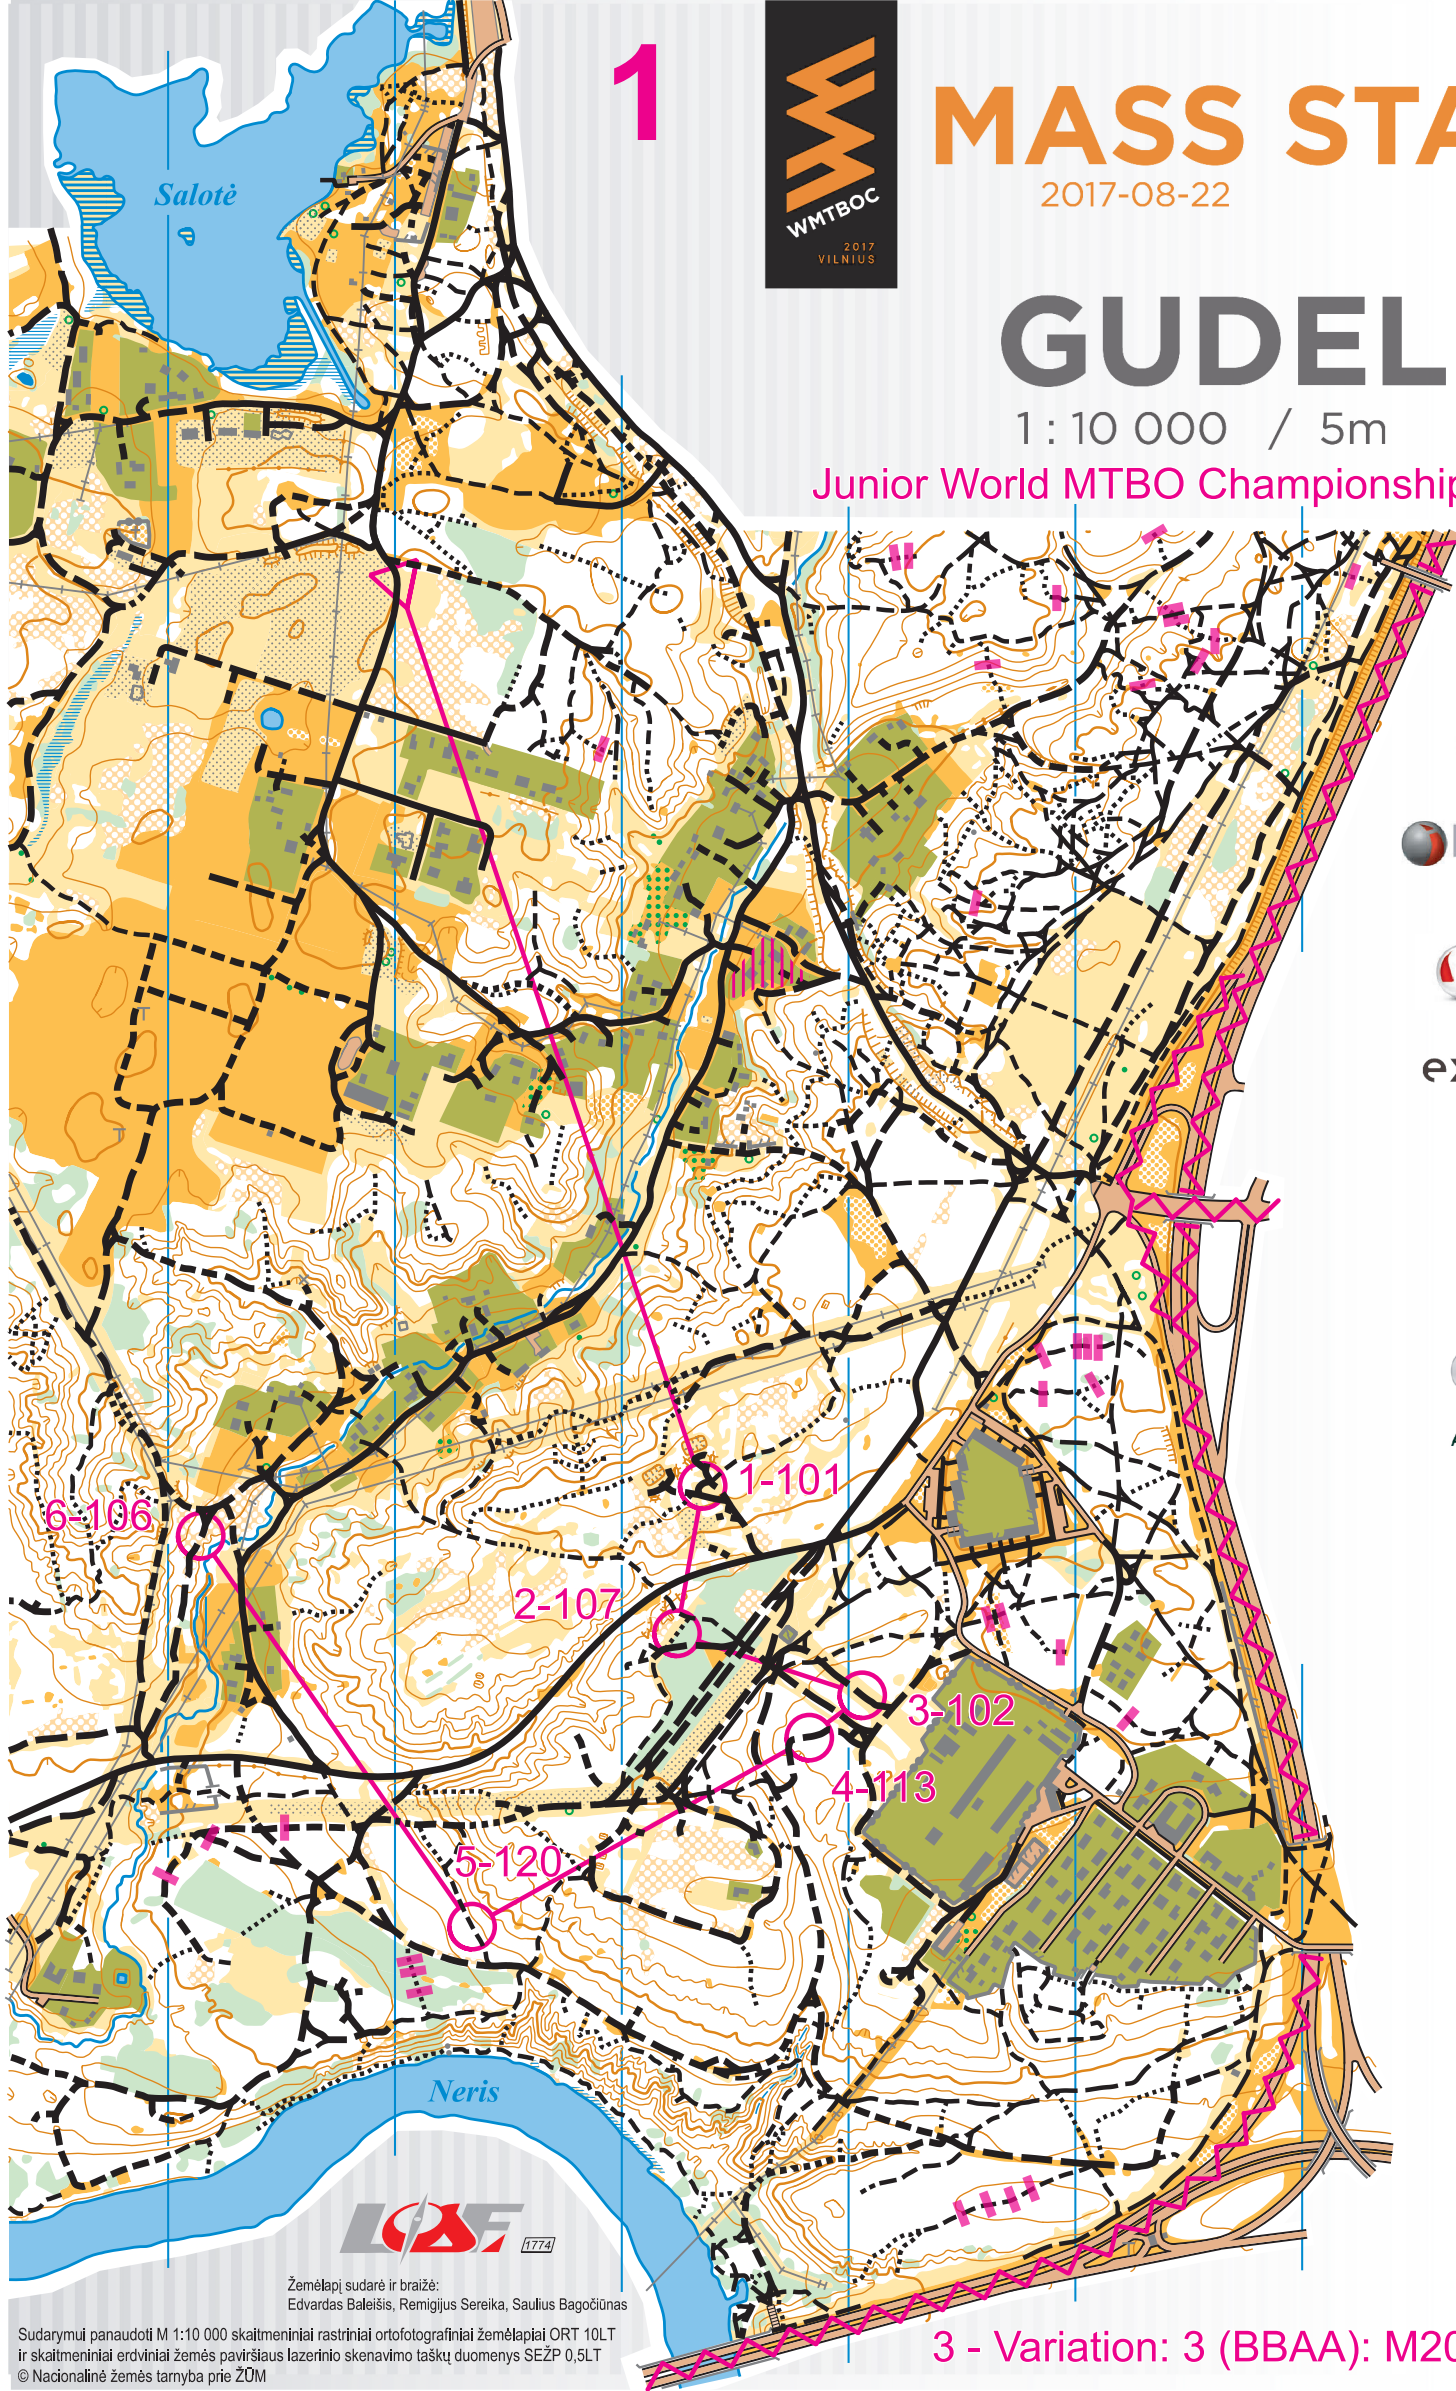 1
WMTBOC
2017
VILNIUS
MASS STA
2017-08-22
GUDEL
1 : 10 000 / 5m
Junior World MTBO Championship
Salotė
ex
1-101
6-106
2-107
3-102
4-113
5-120
Neris
1774
Žemėlapį sudarė ir braižė:
Edvardas Baleišis, Remigijus Sereika, Saulius Bagočiūnas
Sudarymui panaudoti M 1:10 000 skaitmeniniai rastriniai ortofotografiniai žemėlapiai ORT 10LT
ir skaitmeniniai erdviniai žemės paviršiaus lazerinio skenavimo taškų duomenys SEŽP 0,5LT
© Nacionalinė žemės tarnyba prie ŽŪM
3 - Variation: 3 (BBAA): M20